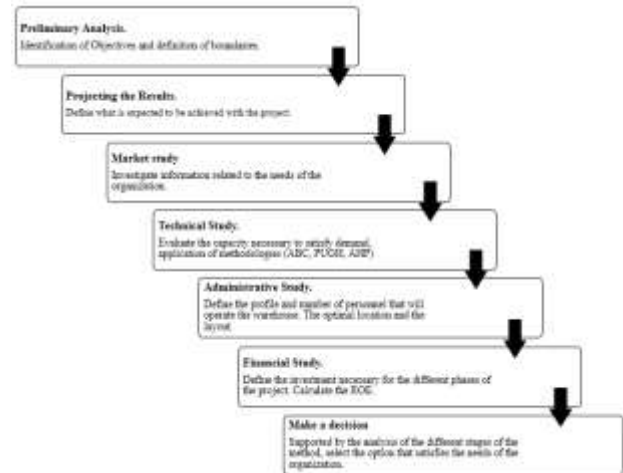 Preliminary Analysis.
Identification of Objectives and definition of boundaries.
Projecting the Results.
Define what is expected to be achieved with the project.
Market study
Investigate information related to the needs of the
organization.
Technical Study.
Evaluate the capacity necessary to satisfy demand,
application of methodologies (ABC, PUGH, AHP)
Administrative Study.
Define the profile and number of personnel that will
operate the warehouse. The optimal location and the
layout
Financial Study.
Define the investment necessary for the different phases of
the project. Calculate the
Make a decision
Supported by the analysis of the different stages of the
method, select the option that satisfies the needs of the
organization.